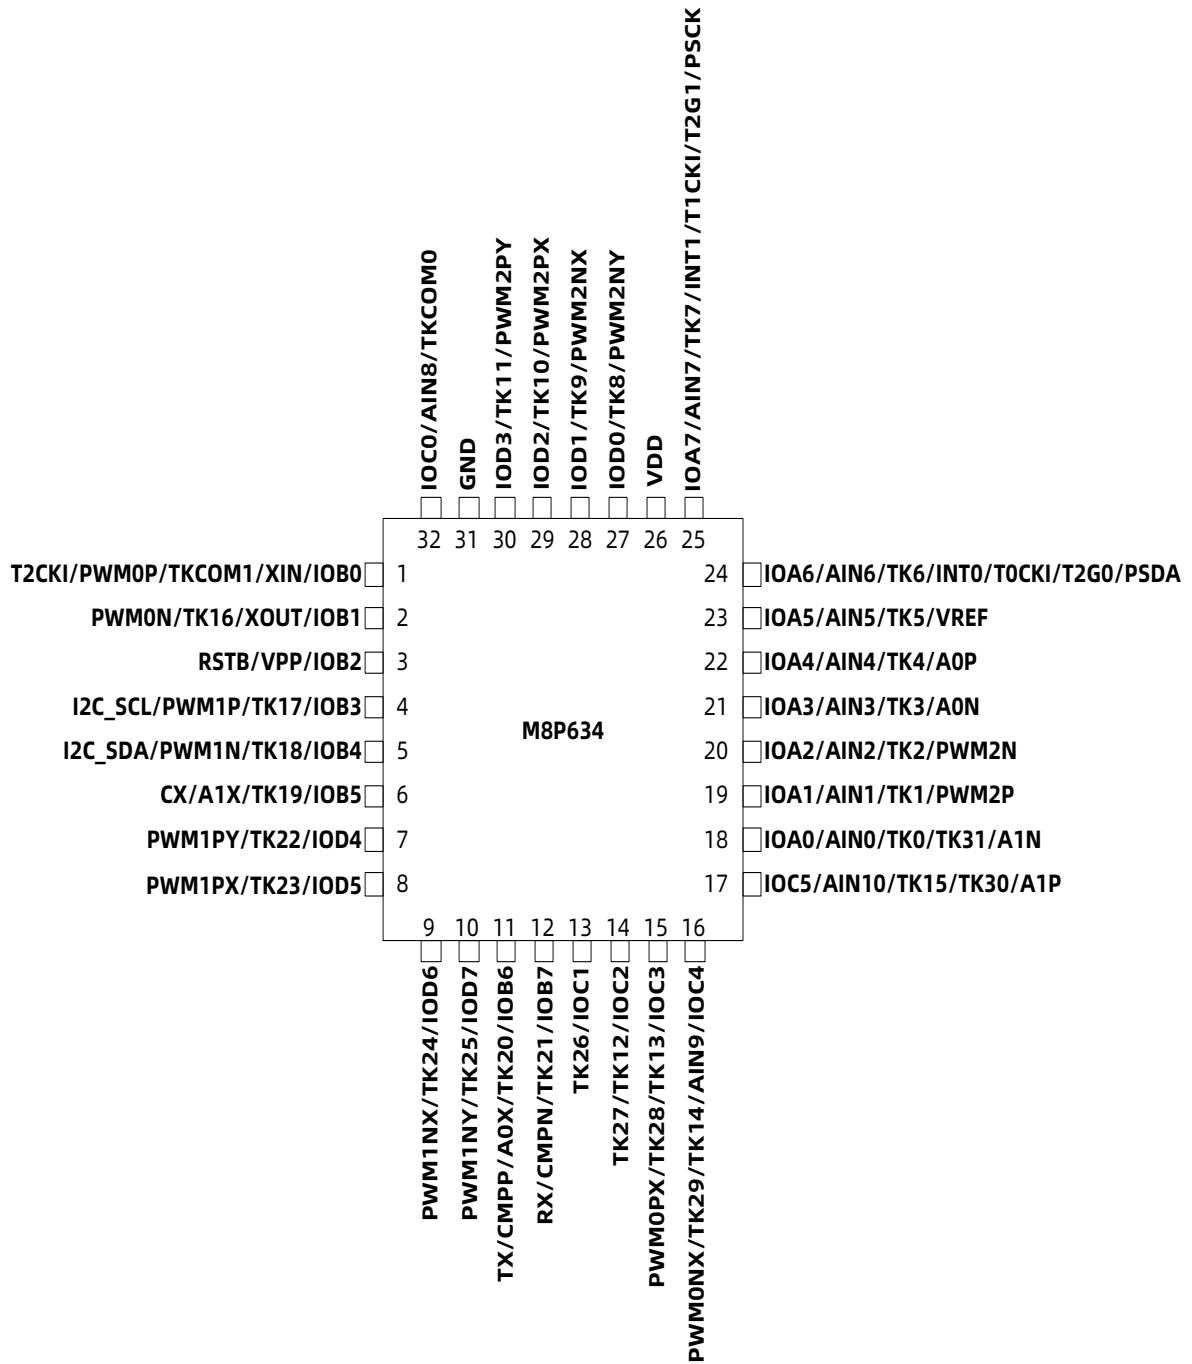 IOC0/AIN8/TKCOM0
GND
IOD3/TK11/PWM2PY
IOD2/TK10/PWM2PX
IOD1/TK9/PWM2NX
IOD0/TK8/PWM2NY
VDD
IOA7/AIN7/TK7/INT1/T1CKI/T2G1/PSCK
32 31 30 29 28 27 26 25
T2CKI/PWM0P/TKCOM1/XIN/IOB0 1
PWM0N/TK16/XOUT/IOB1 2
RSTB/VPP/IOB2 3
I2C_SCL/PWM1P/TK17/IOB3 4
I2C_SDA/PWM1N/TK18/IOB4 5
CX/A1X/TK19/IOB5 6
PWM1PY/TK22/IOD4 7
PWM1PX/TK23/IOD5 8
M8P634
24 IOA6/AIN6/TK6/INT0/T0CKI/T2G0/PSDA
23 IOA5/AIN5/TK5/VREF
22 IOA4/AIN4/TK4/A0P
21 IOA3/AIN3/TK3/A0N
20 IOA2/AIN2/TK2/PWM2N
19 IOA1/AIN1/TK1/PWM2P
18 IOA0/AIN0/TK0/TK31/A1N
17 IOC5/AIN10/TK15/TK30/A1P
9 10 11 12 13 14 15 16
PWM1NX/TK24/IOD6
PWM1NY/TK25/IOD7
TX/CMPP/A0X/TK20/IOB6
RX/CMPN/TK21/IOB7
TK26/IOC1
TK27/TK12/IOC2
PWM0PX/TK28/TK13/IOC3
PWM0NX/TK29/TK14/AIN9/IOC4